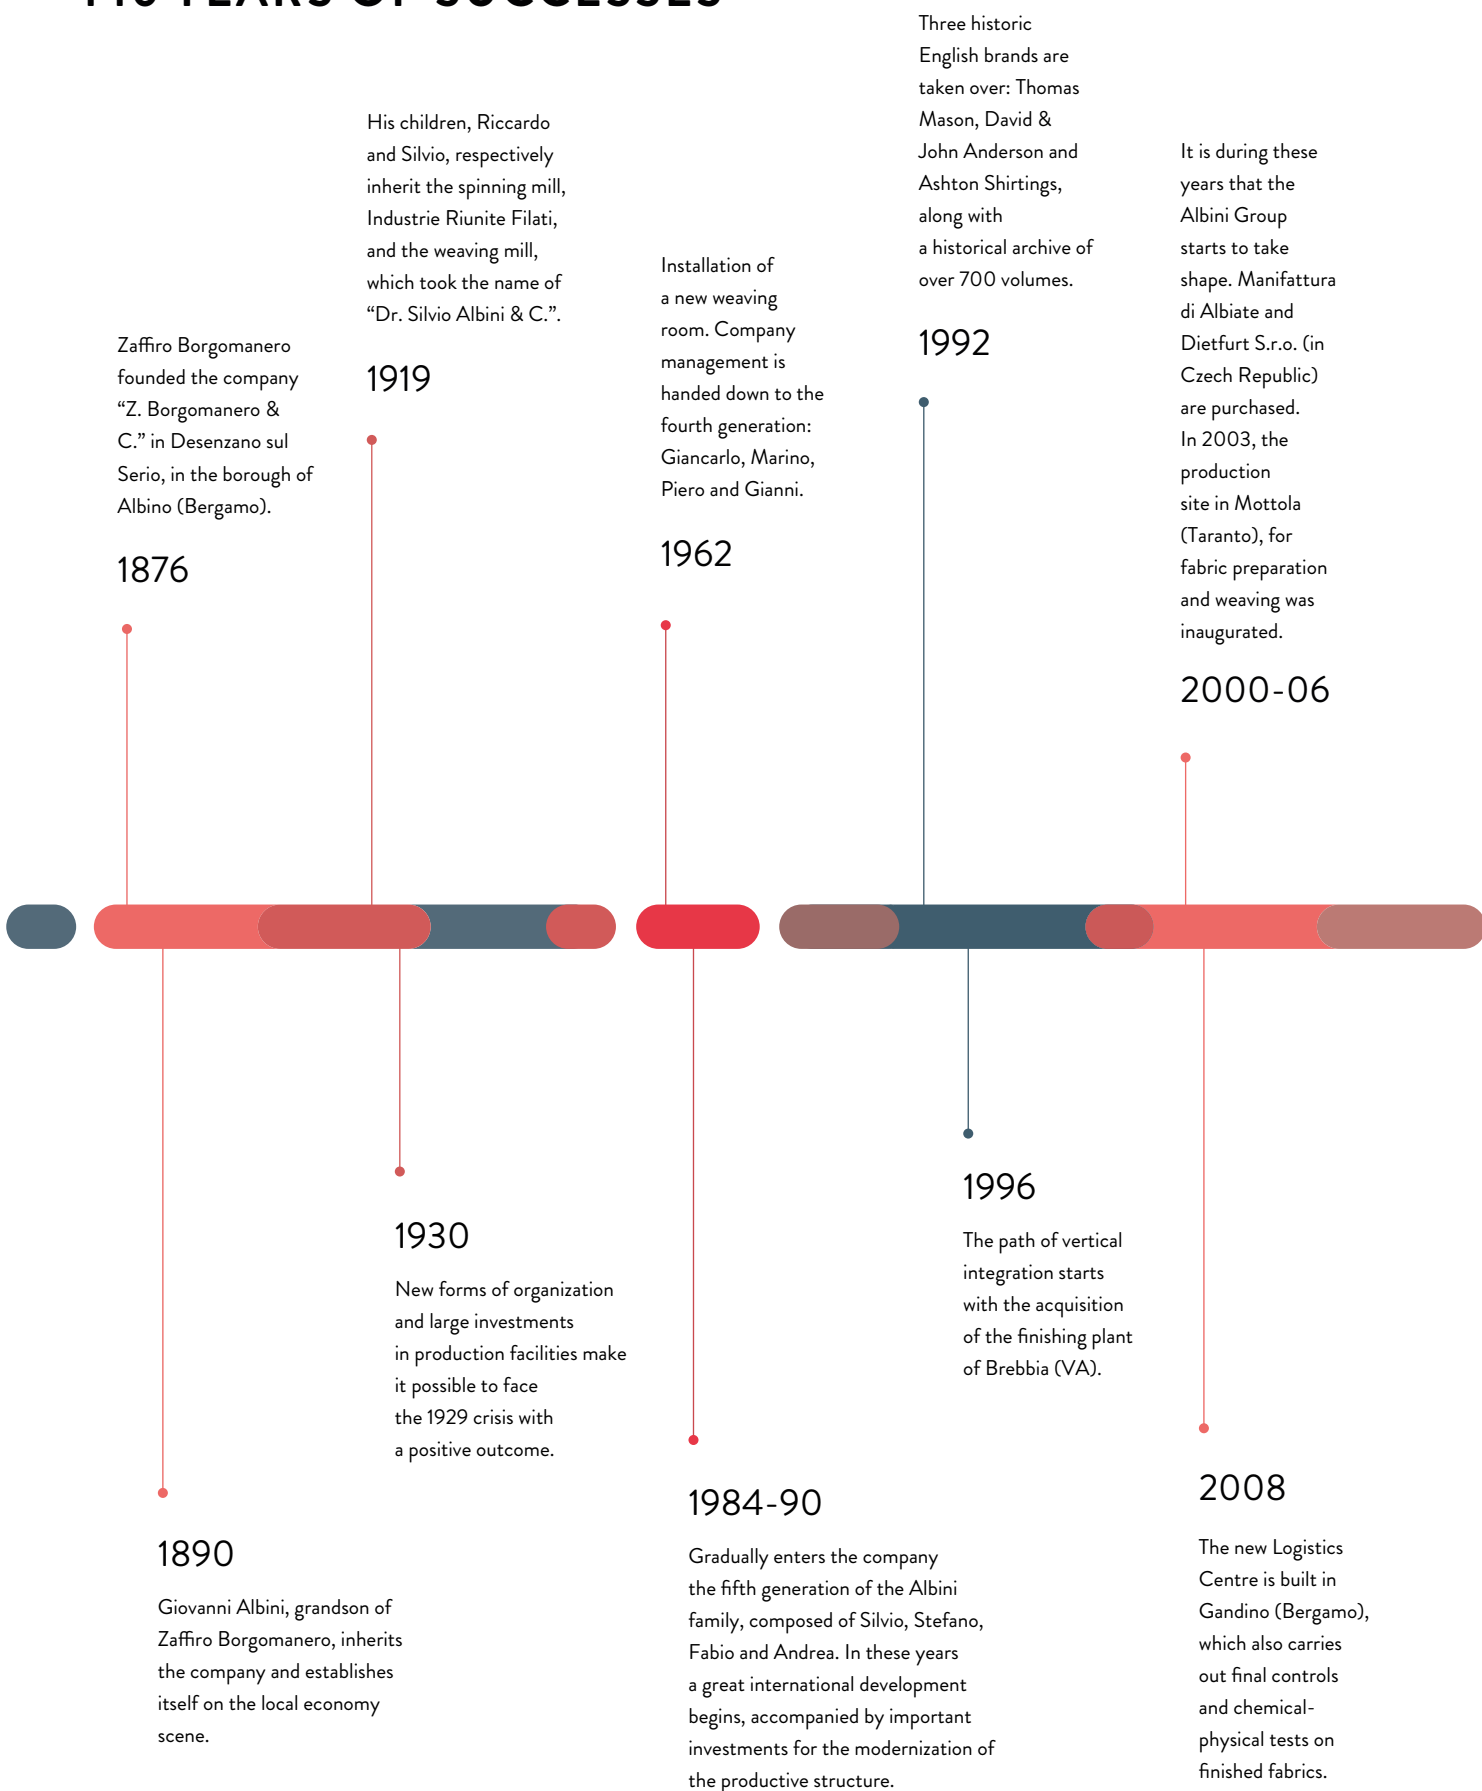 YEARS OF SUCCESSES
Zaffiro Borgomanero
founded the company
“Z. Borgomanero &
C.” in Desenzano sul
Serio, in the borough of
Albino (Bergamo).
1876
1890
Giovanni Albini, grandson of
Zaffiro Borgomanero, inherits
the company and establishes
itself on the local economy
scene.
His children, Riccardo
and Silvio, respectively
inherit the spinning mill,
Industrie Riunite Filati,
and the weaving mill,
which took the name of
“Dr. Silvio Albini & C.”.
1919
1930
New forms of organization
and large investments
in production facilities make
it possible to face
the 1929 crisis with
a positive outcome.
Installation of
a new weaving
room. Company
management is
handed down to the
fourth generation:
Giancarlo, Marino,
Piero and Gianni.
1962
1984-90
Gradually enters the company
the fifth generation of the Albini
family, composed of Silvio, Stefano,
Fabio and Andrea. In these years
a great international development
begins, accompanied by important
investments for the modernization of
the productive structure.
Three historic
English brands are
taken over: Thomas
Mason, David &
John Anderson and
Ashton Shirtings,
along with
a historical archive of
over 700 volumes.
1992
1996
The path of vertical
integration starts
with the acquisition
of the finishing plant
of Brebbia (VA).
It is during these
years that the
Albini Group
starts to take
shape. Manifattura
di Albiate and
Dietfurt S.r.o. (in
Czech Republic)
are purchased.
In 2003, the
production
site in Mottola
(Taranto), for
fabric preparation
and weaving was
inaugurated.
2000-06
2008
The new Logistics
Centre is built in
Gandino (Bergamo),
which also carries
out final controls
and chemical-
physical tests on
finished fabrics.